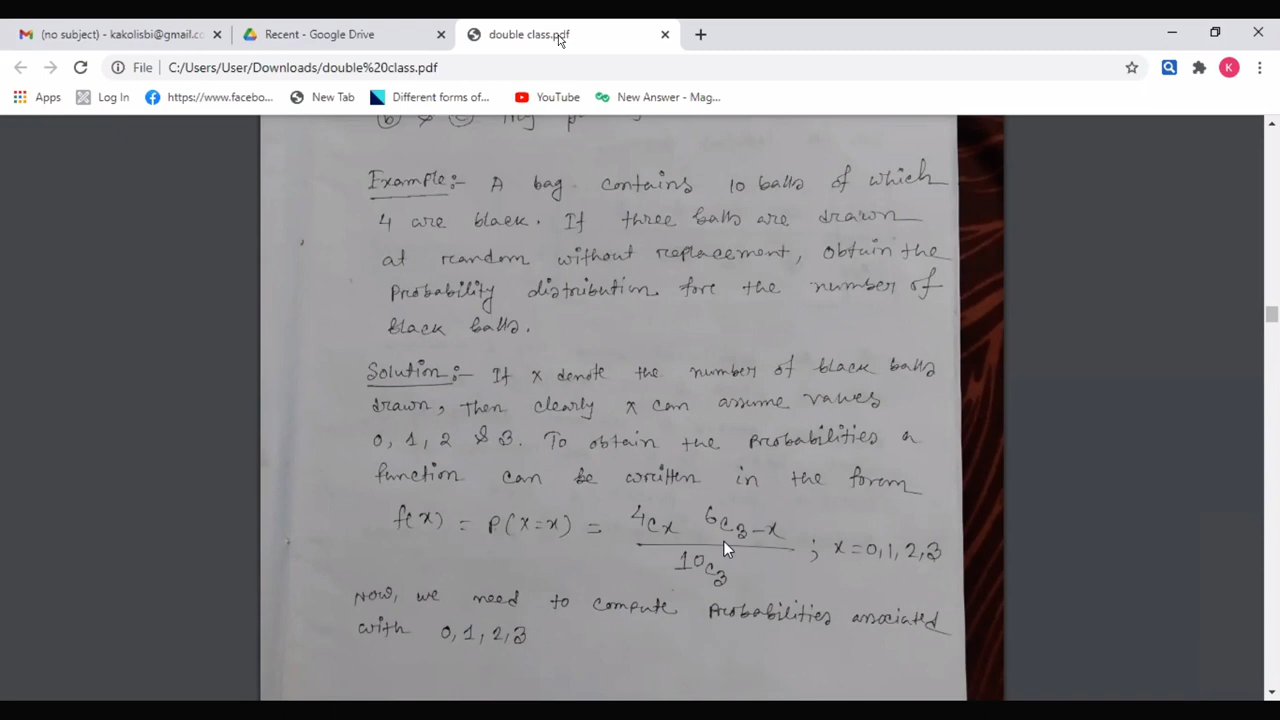 (no subject) - kakolisbi@gmail.cc
Recent - Google Drive
double class.pdf
File
C:/Users/User/Downloads/double%20class.pdf
K
Apps
Log In
https://www.facebo...
New Tab
Different forms of...
YouTube
New Answer - Mag...
Example:- A bag contains 10 balls of which
4 are black. If three balls are drawn
at random without replacement, obtain the
Probability distribution fore the number of
black balls.
Solution:- If x denote the number of black balls
drawn, then clearly x can assume values
0, 1, 2 & 3. To obtain the Probabilities a
function can be written in the form
f(x) = P(X=x) = ⁴Cx ⁶C3-x / 10C3 ; x = 0,1,2,3
Now, we need to compute Probabilities associated
with 0,1,2,3